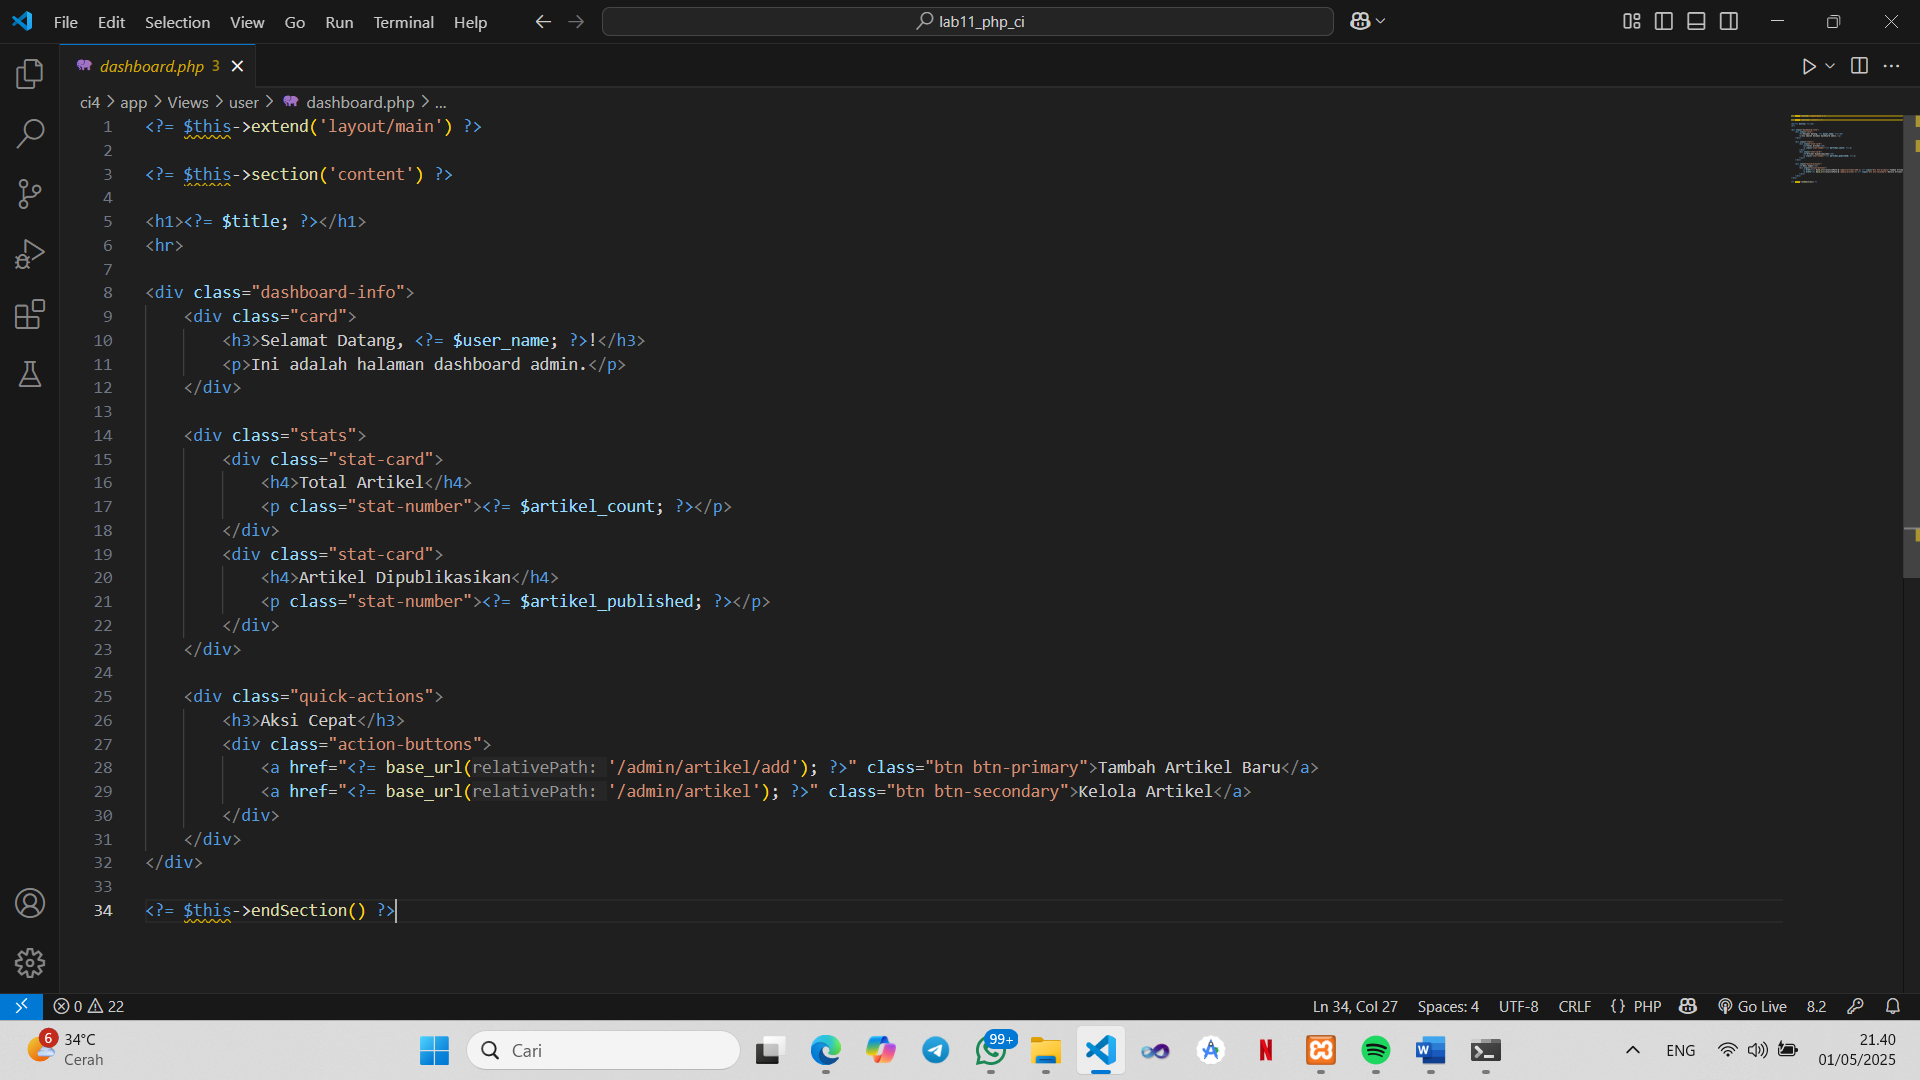 File Edit Selection View Go Run Terminal Help
lab11_php_ci
dashboard.php 3
ci4 > app > Views > user > dashboard.php > ...
1 <?= $this->extend('layout/main') ?>
2
3 <?= $this->section('content') ?>
4
5 <h1><?= $title; ?></h1>
6 <hr>
7
8 <div class="dashboard-info">
9     <div class="card">
10         <h3>Selamat Datang, <?= $user_name; ?>!</h3>
11         <p>Ini adalah halaman dashboard admin.</p>
12     </div>
13
14     <div class="stats">
15         <div class="stat-card">
16             <h4>Total Artikel</h4>
17             <p class="stat-number"><?= $artikel_count; ?></p>
18         </div>
19         <div class="stat-card">
20             <h4>Artikel Dipublikasikan</h4>
21             <p class="stat-number"><?= $artikel_published; ?></p>
22         </div>
23     </div>
24
25     <div class="quick-actions">
26         <h3>Aksi Cepat</h3>
27         <div class="action-buttons">
28             <a href="<?= base_url(relativePath: '/admin/artikel/add'); ?>" class="btn btn-primary">Tambah Artikel Baru</a>
29             <a href="<?= base_url(relativePath: '/admin/artikel'); ?>" class="btn btn-secondary">Kelola Artikel</a>
30         </div>
31     </div>
32 </div>
33
34 <?= $this->endSection() ?>
0 22 Ln 34, Col 27 Spaces: 4 UTF-8 CRLF {} PHP Go Live 8.2
6 34°C
Cerah
Cari
99+
ENG
21.40
01/05/2025